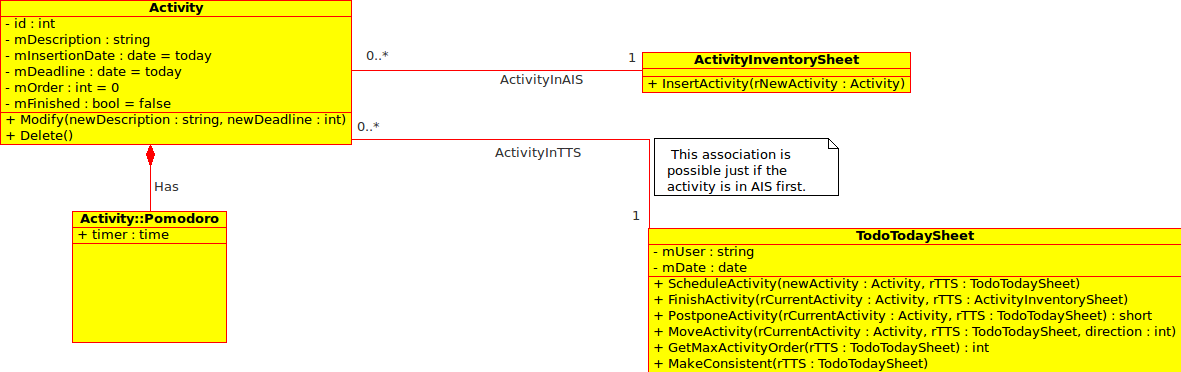 Activity
- id : int
- mDescription : string
- mInsertionDate : date = today
- mDeadline : date = today
- mOrder : int = 0
- mFinished : bool = false
+ Modify(newDescription : string, newDeadline : int)
+ Delete()
0..*
1
ActivityInAIS
ActivityInventorySheet
+ InsertActivity(rNewActivity : Activity)
0..*
ActivityInTTS
1
This association is
possible just if the
activity is in AIS first.
Has
Activity::Pomodoro
+ timer : time
TodoTodaySheet
- mUser : string
- mDate : date
+ ScheduleActivity(newActivity : Activity, rTTS : TodoTodaySheet)
+ FinishActivity(rCurrentActivity : Activity, rTTS : ActivityInventorySheet)
+ PostponeActivity(rCurrentActivity : Activity, rTTS : TodoTodaySheet) : short
+ MoveActivity(rCurrentActivity : Activity, rTTS : TodoTodaySheet, direction : int)
+ GetMaxActivityOrder(rTTS : TodoTodaySheet) : int
+ MakeConsistent(rTTS : TodoTodaySheet)